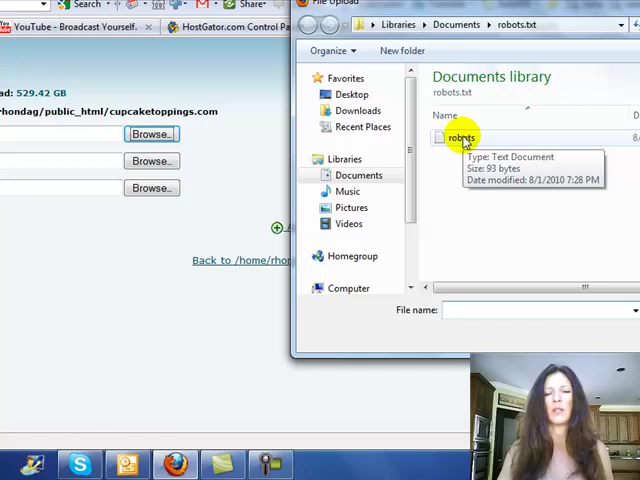 Search
Share
File Upload
YouTube - Broadcast Yourself.
HostGator.com Control Pa
Libraries
Documents
robots.txt
Organize
New folder
ad: 529.42 GB
rhondag/public_html/cupcaketoppings.com
Browse..
Browse..
Browse..
Back to /home/rhon
Favorites
Desktop
Downloads
Recent Places
Libraries
Documents
Music
Pictures
Videos
Homegroup
Computer
Documents library
robots.txt
Name
D
robots
8/
Type: Text Document
Size: 93 bytes
Date modified: 8/1/2010 7:28 PM
File name: